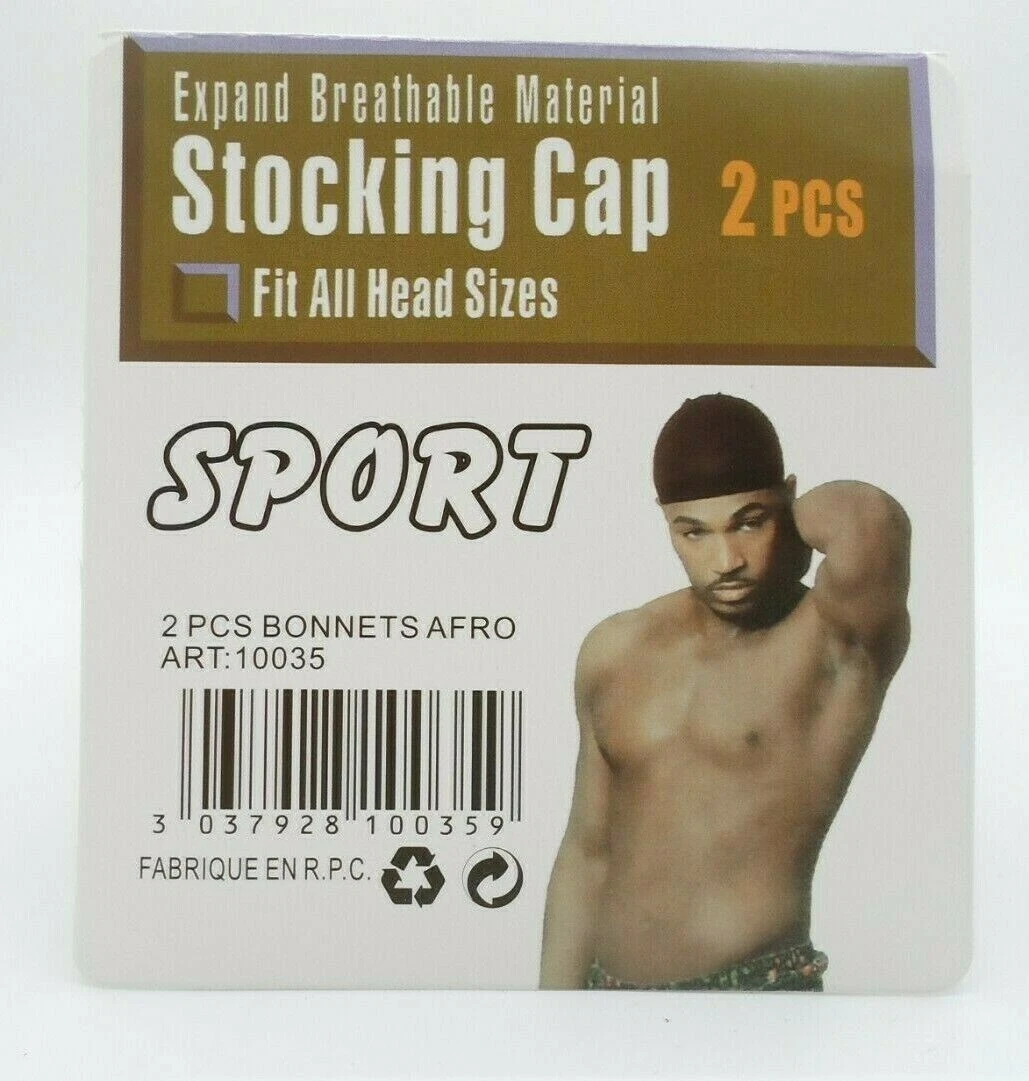 Expand Breathable Material
Stocking Cap 2 PCS
Fit All Head Sizes
SPORT
2 PCS BONNETS AFRO
ART:10035
3 037928 100359
FABRIQUE EN R.P.C.